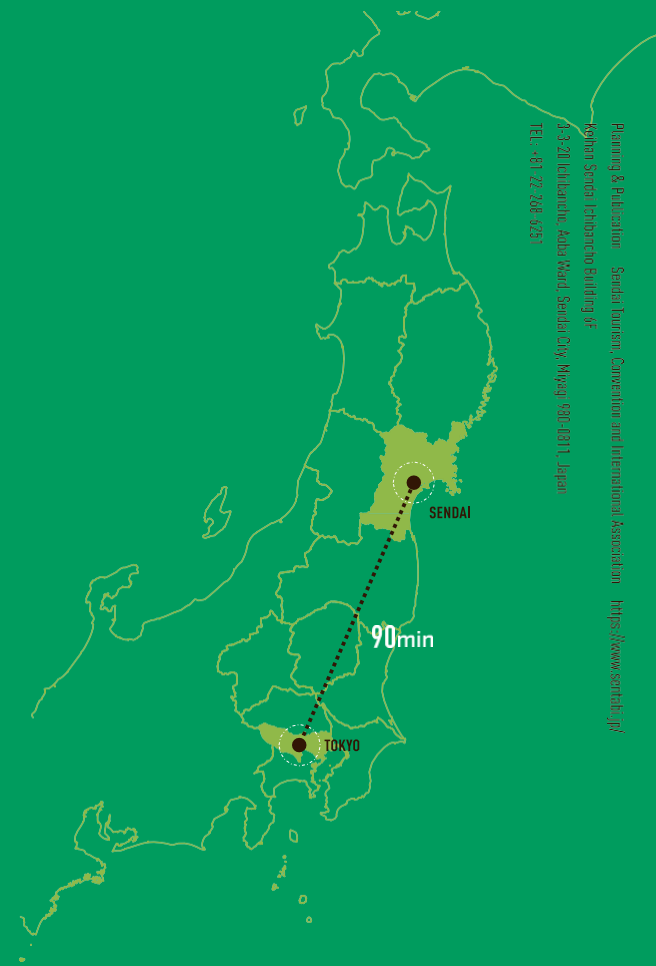 Planning & Publication Sendai Tourism, Convention and International Association https://www.sentabi.jp/
Keihan Sendai Ichibancho Building 6F
3-3-20 Ichibancho, Aoba Ward, Sendai City, Miyagi 980-0811, Japan
TEL: +81 22-268-6251
SENDAI
90min
TOKYO